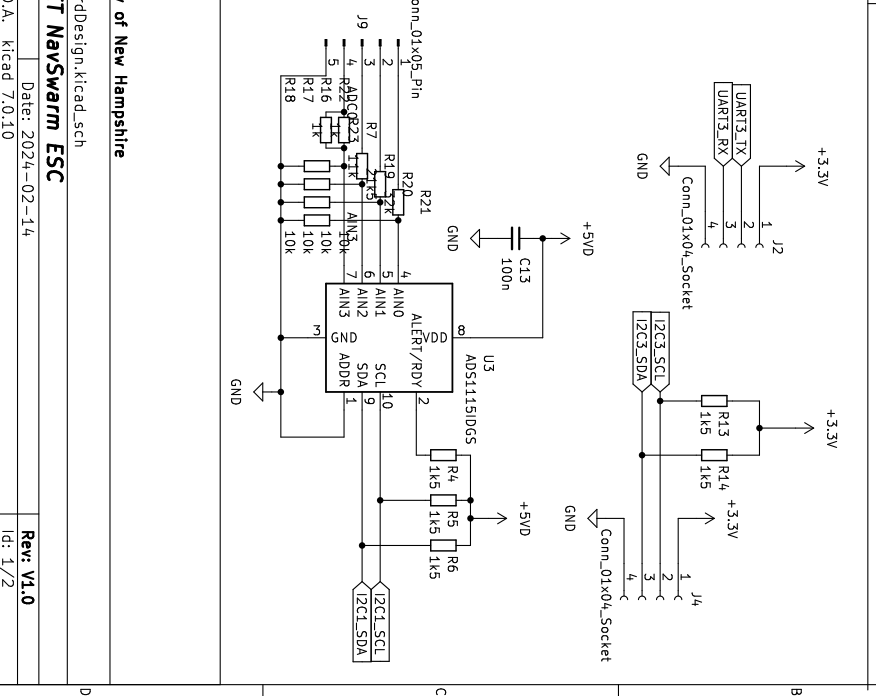 +3.3V
J2
1
2
3
4
UART3_TX
UART3_RX
GND
Conn_01x04_Socket
+3.3V
R13
1k5
R14
1k5
I2C3_SCL
I2C3_SDA
+3.3V
J4
1
2
3
4
GND
Conn_01x04_Socket
+5VD
C13
100n
GND
onn_01x05_Pin
J9
1
2
3
4
5
R21
R20
R19
R7
R23
R22
R16
R17
R18
ADC0
1k
1k
AIN3
10k
10k
10k
10k
4
5
6
7
AIN0
AIN1
AIN2
AIN3
8
VDD
3
GND
ALERT/RDY
SCL
SDA
ADDR
2
10
9
1
U3
ADS1115IDGS
GND
R4
1k5
R5
1k5
R6
1k5
+5VD
I2C1_SCL
I2C1_SDA
y of New Hampshire
rdDesign.kicad_sch
T NavSwarm ESC
Date: 2024-02-14
Rev: V1.0
D.A. kicad 7.0.10
Id: 1/2
B
C
D